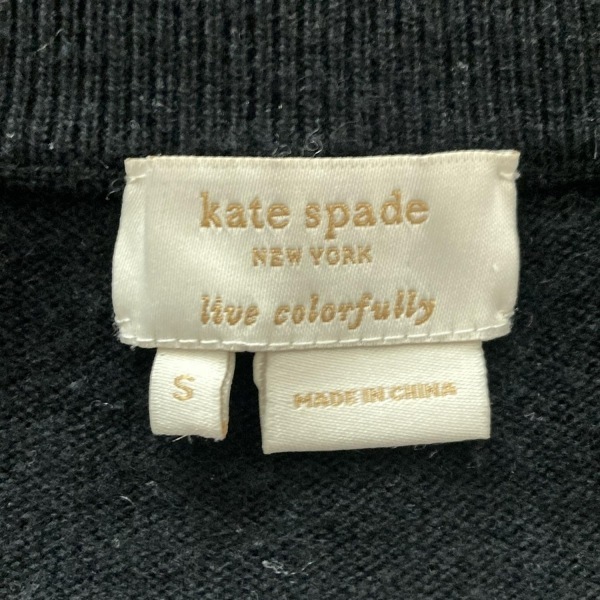 kate spade
NEW YORK
live colorfully
S
MADE IN CHINA